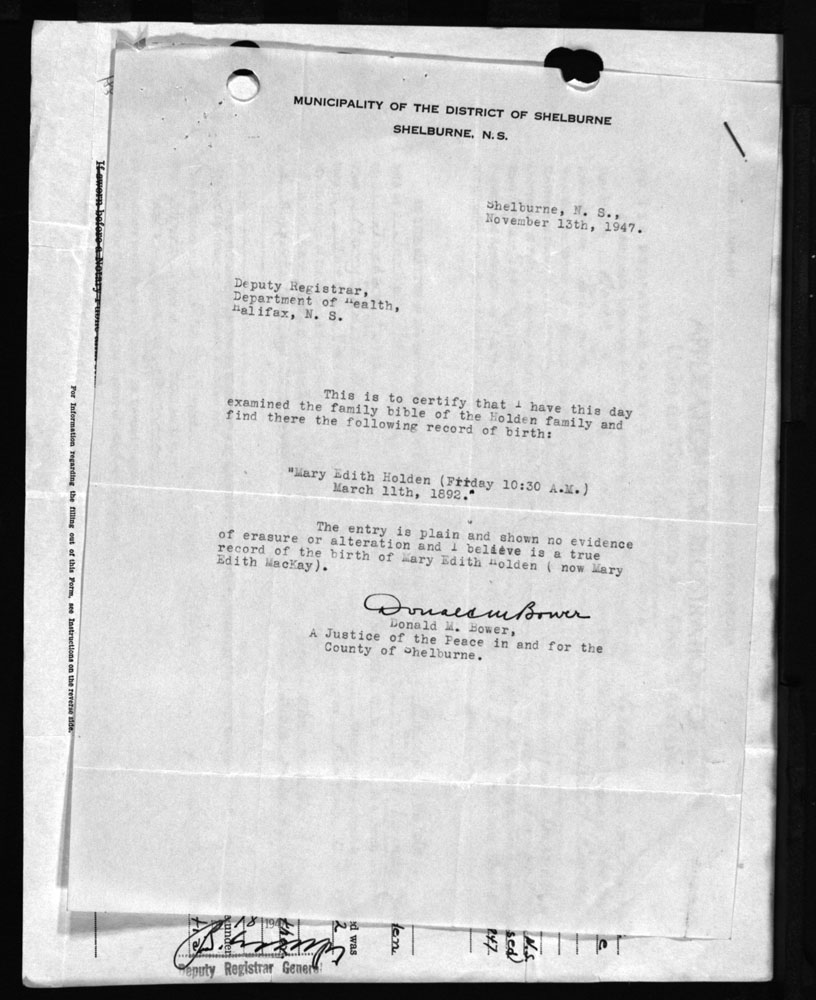 MUNICIPALITY OF THE DISTRICT OF SHELBURNE
SHELBURNE, N.S.
Shelburne, N. S.,
November 13th, 1947.
Deputy Registrar,
Department of Health,
Halifax, N. S.
This is to certify that I have this day
examined the family bible of the Holden family and
find there the following record of birth:
"Mary Edith Holden (Friday 10:30 A.M.)
March 11th, 1892."
The entry is plain and shown no evidence
of erasure or alteration and I believe is a true
record of the birth of Mary Edith Holden ( now Mary
Edith MacKay).
Donald M Bower
Donald M. Bower,
A Justice of the Peace in and for the
County of Shelburne.
If sworn before a Notary
For Information regarding the filling out of this Form, see Instructions on the reverse side.
Deputy Registrar General